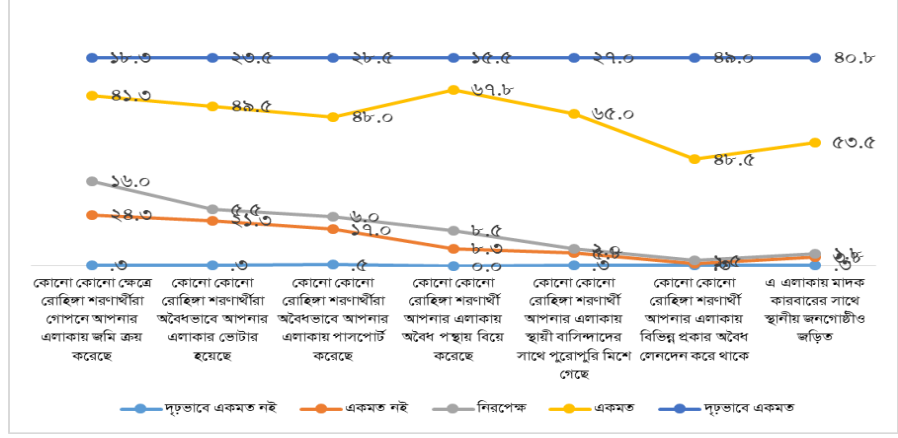 ১৮.৩ ২৩.৫ ২৮.৫ ১৫.৫ ২৭.০ ৪৯.০ ৪০.৮
৪১.৩ ৪৯.৫ ৪৮.০ ৬৭.৮ ৬৫.০ ৪৮.৫ ৫৩.৫
১৬.০ ৫.৫ ৬.০ ৮.৫
২৪.৩ ২১.৩ ১৭.০ ৮.৩
.৩ .৩ .৫ ০.০ .৩ .৩
কোনো কোনো ক্ষেত্রে
রোহিঙ্গা শরণার্থীরা
গোপনে আপনার
এলাকায় জমি ক্রয়
করেছে
কোনো কোনো
রোহিঙ্গা শরণার্থীরা
অবৈধভাবে আপনার
এলাকার ভোটার
হয়েছে
কোনো কোনো
রোহিঙ্গা শরণার্থীরা
অবৈধভাবে আপনার
এলাকায় পাসপোর্ট
করেছে
কোনো কোনো
রোহিঙ্গা শরণার্থী
আপনার এলাকায়
অবৈধ পন্থায় বিয়ে
করেছে
কোনো কোনো
রোহিঙ্গা শরণার্থী
আপনার এলাকায়
স্থায়ী বাসিন্দাদের
সাথে পুরোপুরি মিশে
গেছে
কোনো কোনো
রোহিঙ্গা শরণার্থী
আপনার এলাকায়
বিভিন্ন প্রকার অবৈধ
লেনদেন করে থাকে
এ এলাকায় মাদক
কারবারের সাথে
স্থানীয় জনগোষ্ঠীও
জড়িত
দৃঢ়ভাবে একমত নই একমত নই নিরপেক্ষ একমত দৃঢ়ভাবে একমত